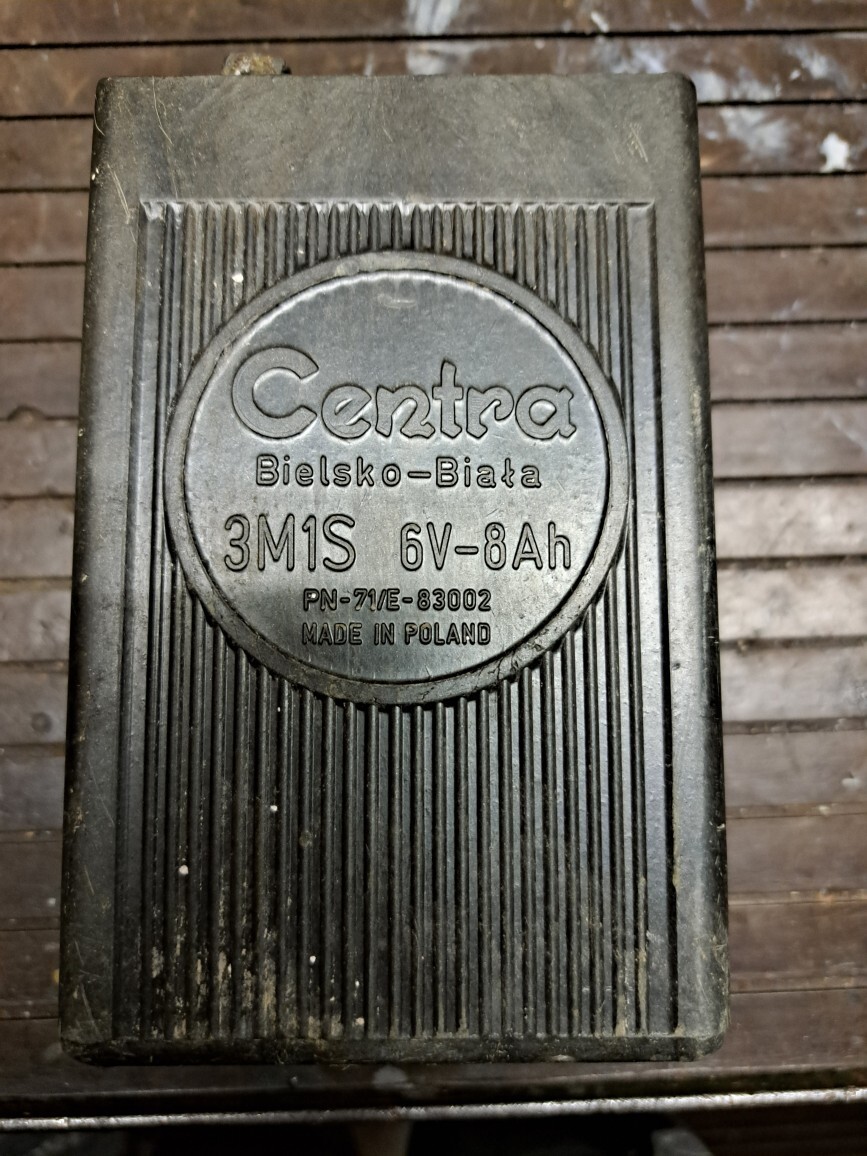 Centra
Bielsko-Biała
3M1S 6V-8Ah
PN-71/E-83002
MADE IN POLAND